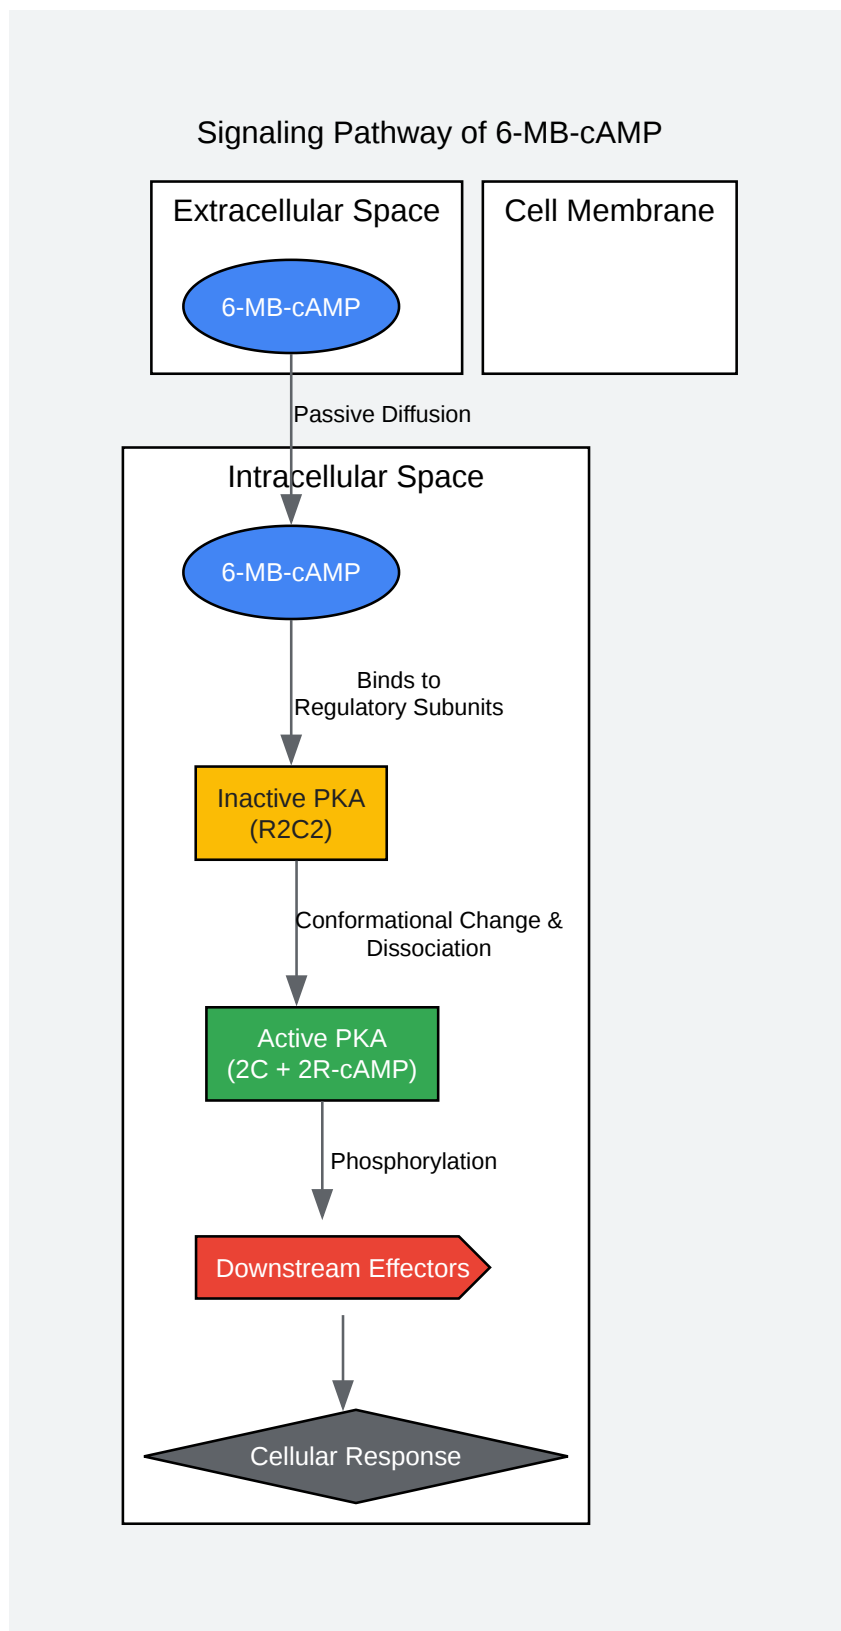 Signaling Pathway of 6-MB-cAMP
Extracellular Space
Cell Membrane
6-MB-cAMP
Passive Diffusion
Intracellular Space
6-MB-cAMP
Binds to
Regulatory Subunits
Inactive PKA
(R2C2)
Conformational Change &
Dissociation
Active PKA
(2C + 2R-cAMP)
Phosphorylation
Downstream Effectors
Cellular Response